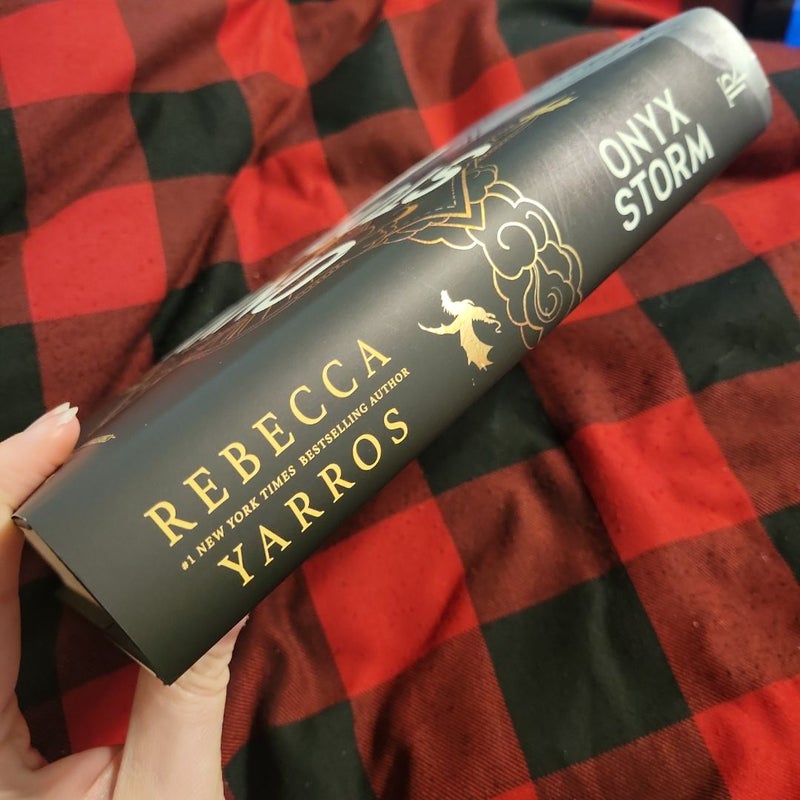 REBECCA
#1 NEW YORK TIMES BESTSELLING AUTHOR
YARROS
ONYX
STORM